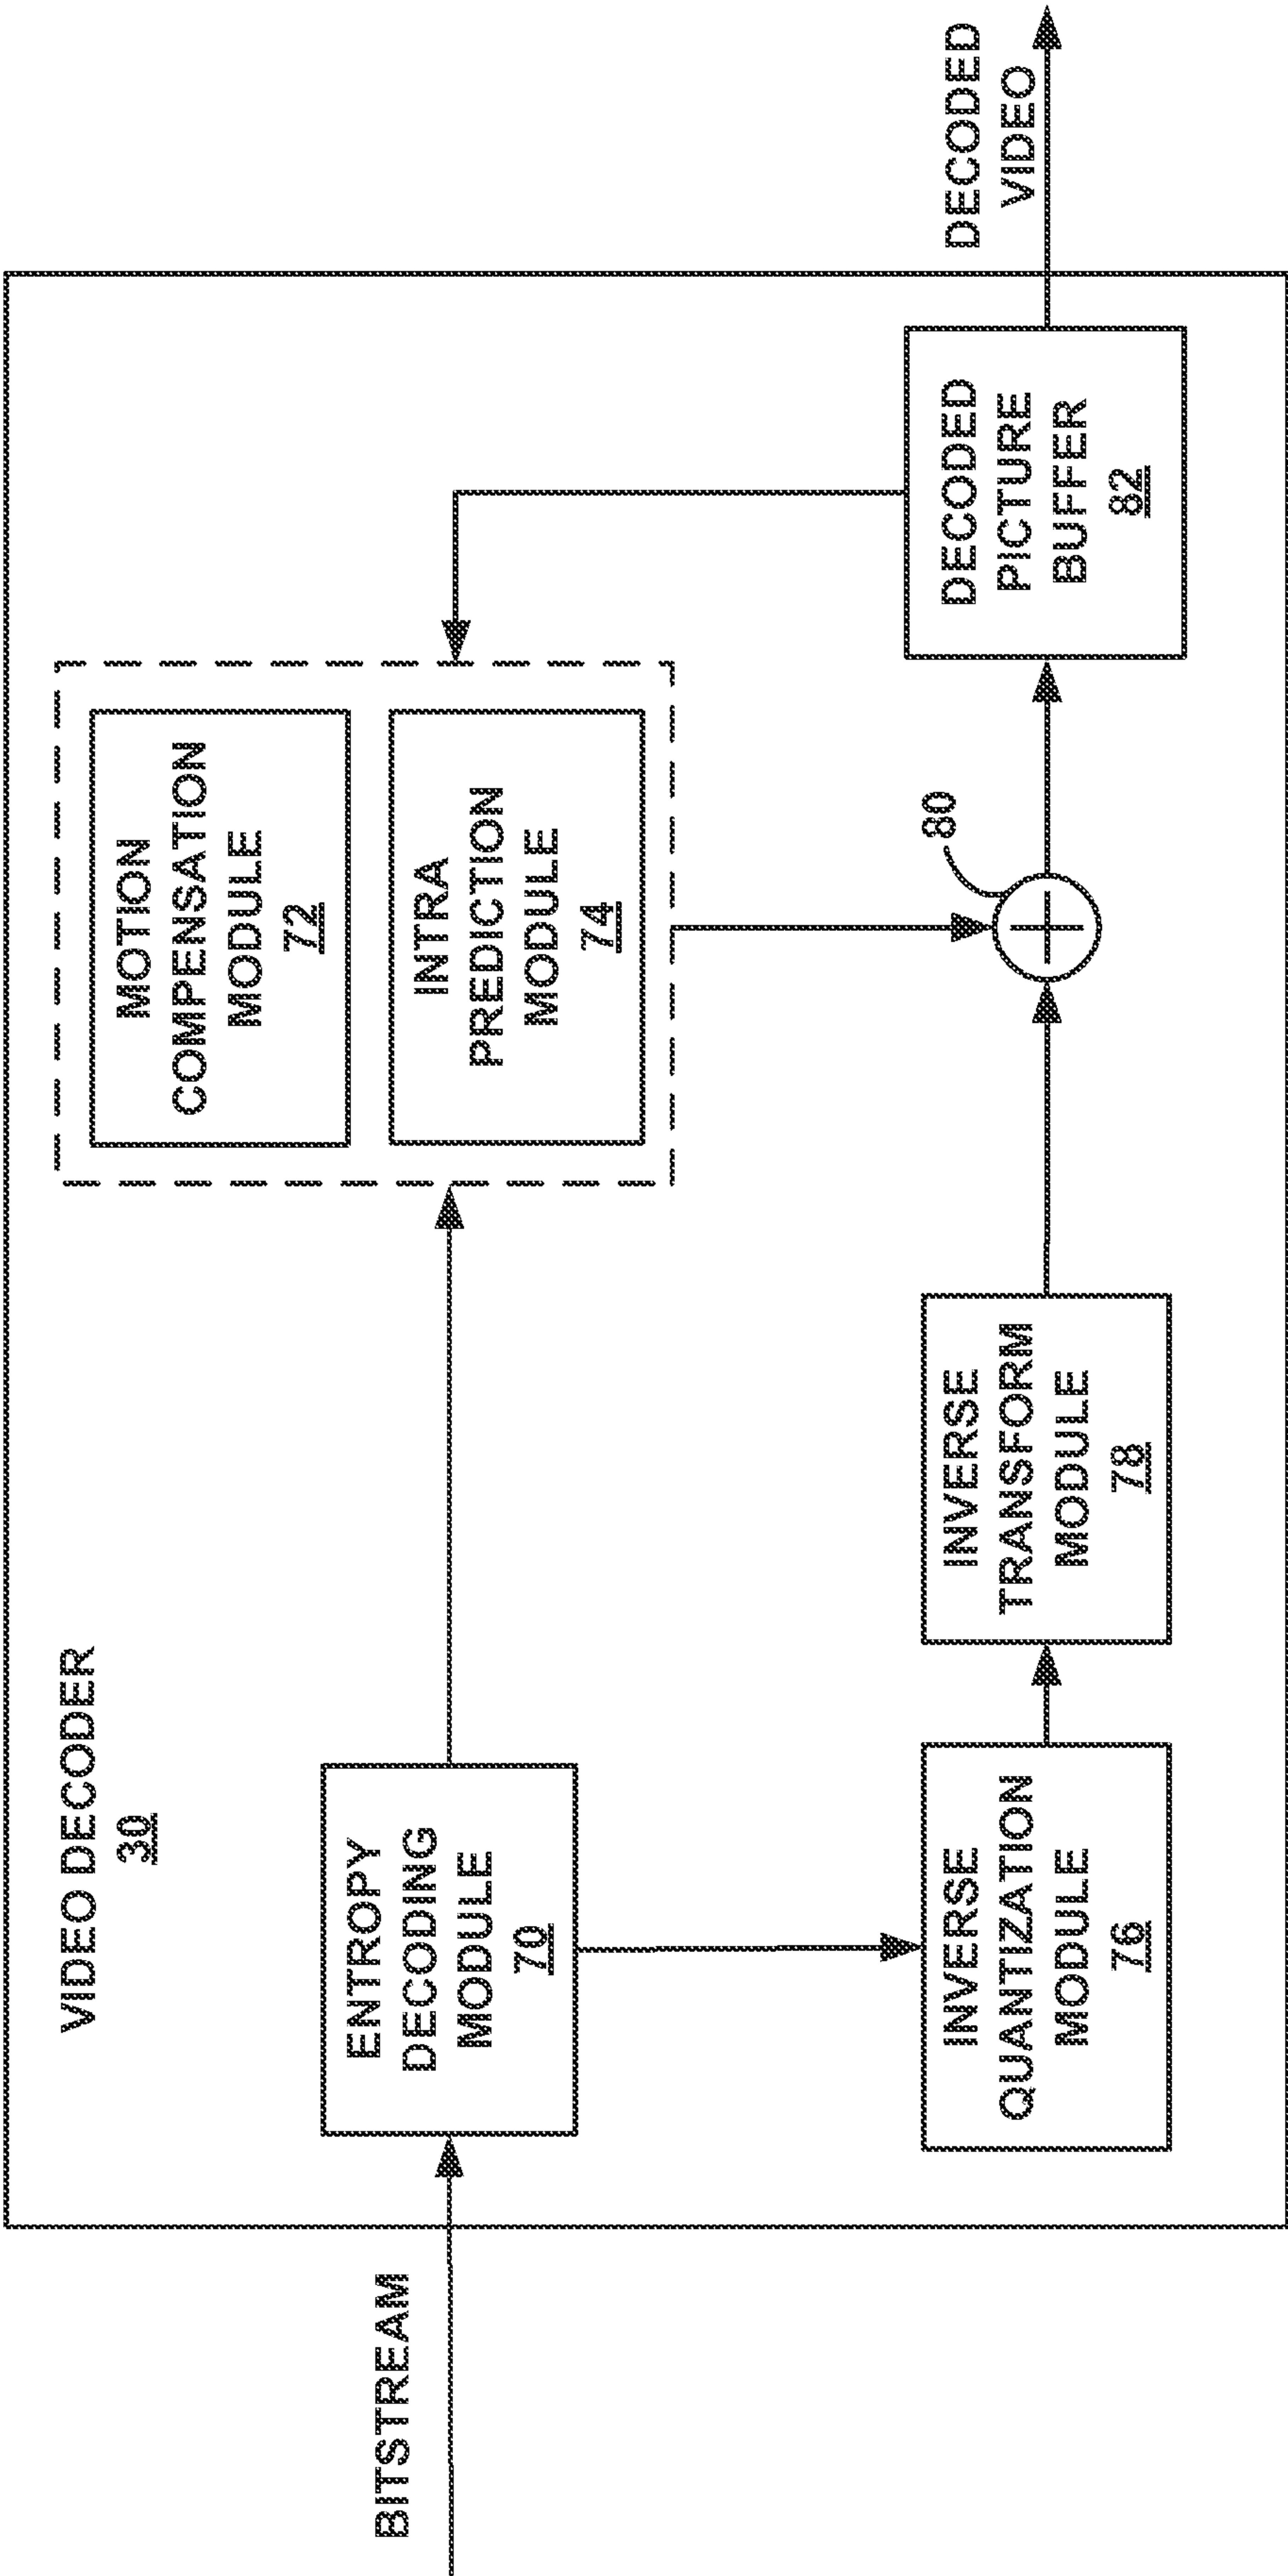 VIDEO DECODER
30
BITSTREAM
ENTROPY
DECODING
MODULE
70
MOTION
COMPENSATION
MODULE
72
INTRA
PREDICTION
MODULE
74
INVERSE
QUANTIZATION
MODULE
76
INVERSE
TRANSFORM
MODULE
78
80
DECODED
PICTURE
BUFFER
82
DECODED
VIDEO